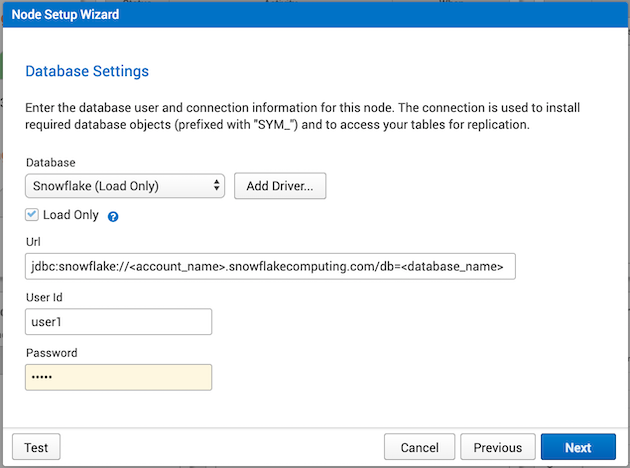 Node Setup Wizard
Database Settings
Enter the database user and connection information for this node. The connection is used to install
required database objects (prefixed with "SYM_") and to access your tables for replication.
Database
Snowflake (Load Only)
Add Driver...
Load Only ?
Url
jdbc:snowflake://<account_name>.snowflakecomputing.com/db=<database_name>
User Id
user1
Password
•••••
Test
Cancel
Previous
Next